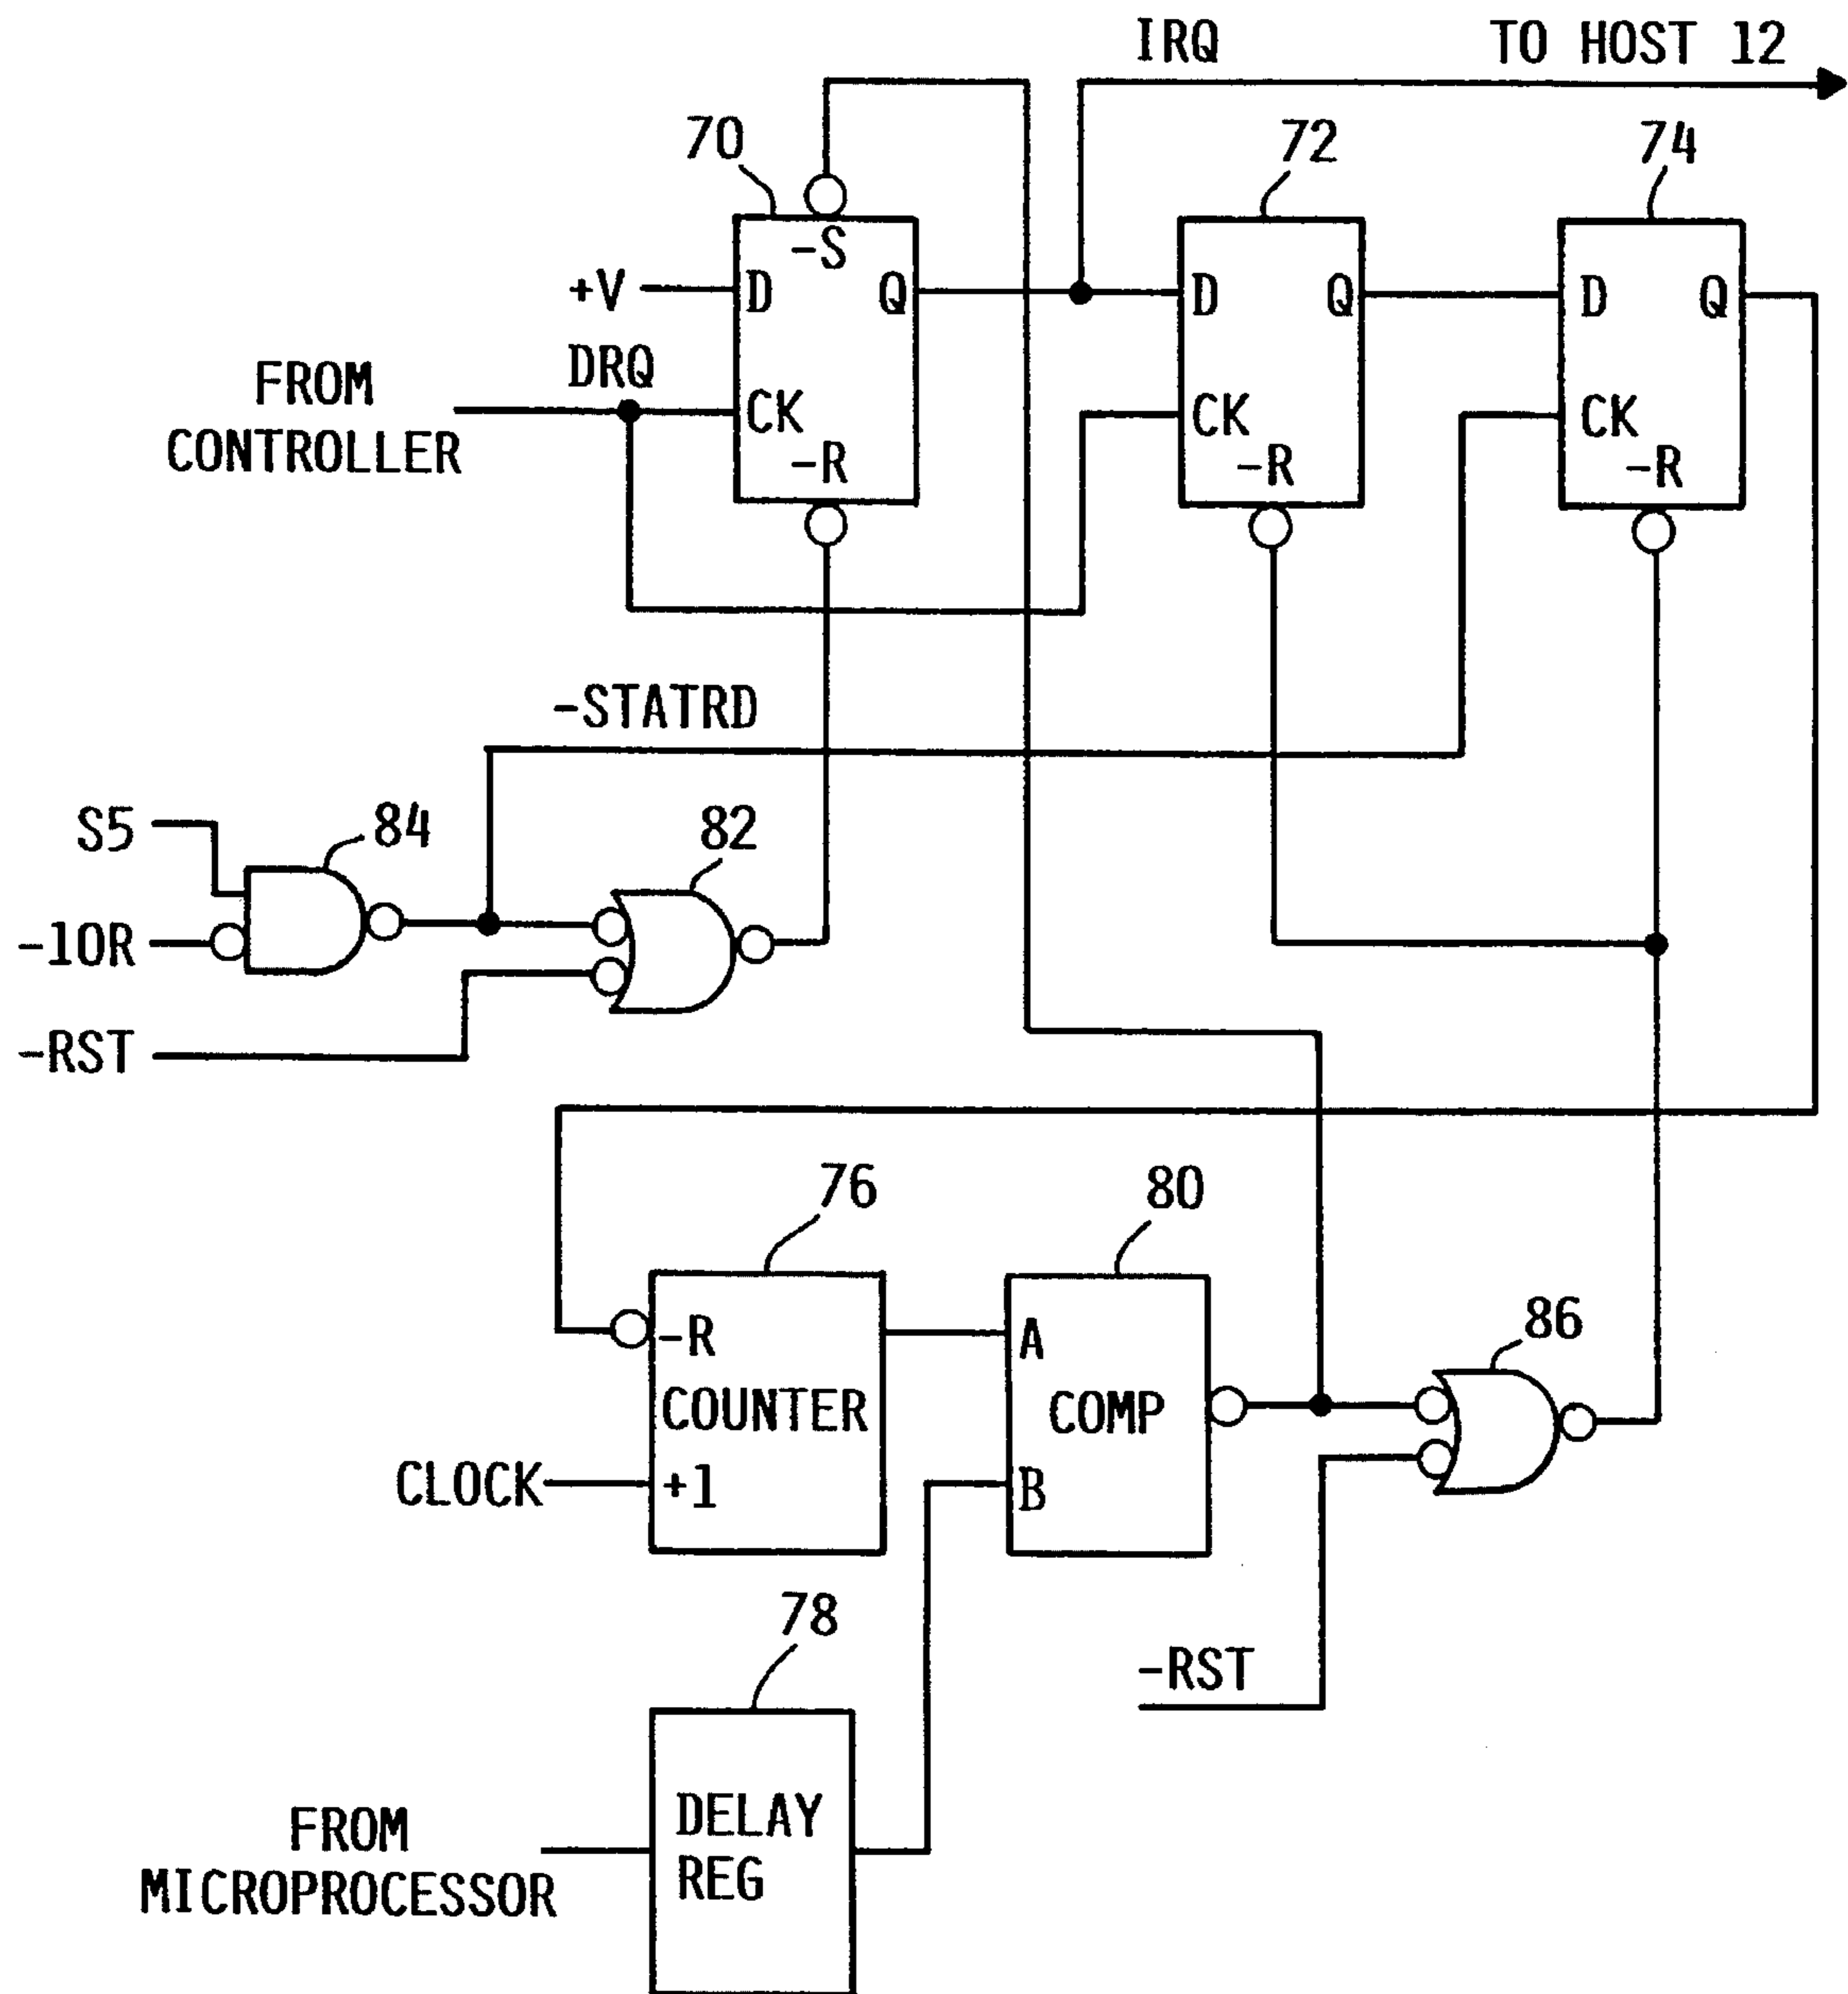 IRQ
TO HOST 12
70
72
74
-S
+V
D
Q
D
Q
D
Q
DRQ
FROM
CONTROLLER
CK
-R
CK
-R
CK
-R
-STATRD
S5
84
82
-1OR
-RST
76
80
86
-R
COUNTER
+1
A
COMP
B
CLOCK
78
-RST
DELAY
REG
FROM
MICROPROCESSOR